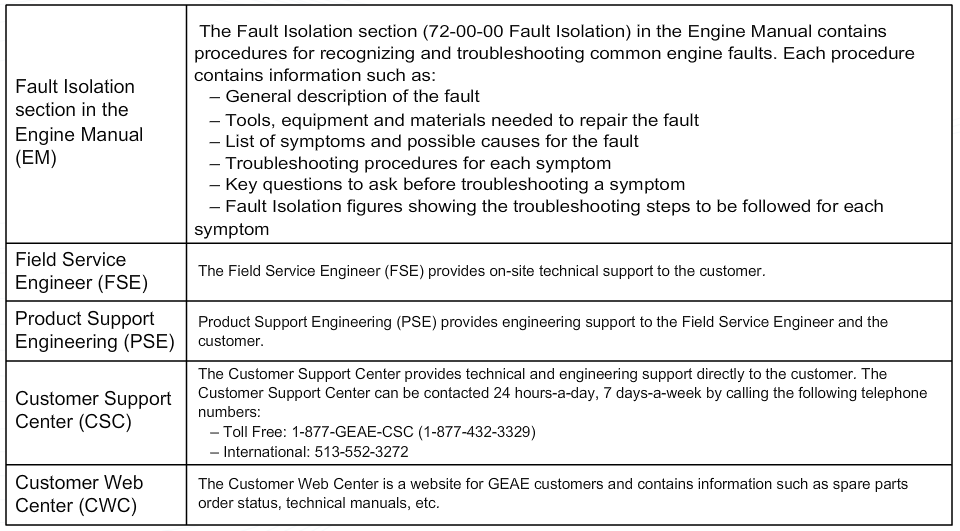 Fault Isolation
section in the
Engine Manual
(EM)
The Fault Isolation section (72-00-00 Fault Isolation) in the Engine Manual contains
procedures for recognizing and troubleshooting common engine faults. Each procedure
contains information such as:
– General description of the fault
– Tools, equipment and materials needed to repair the fault
– List of symptoms and possible causes for the fault
– Troubleshooting procedures for each symptom
– Key questions to ask before troubleshooting a symptom
– Fault Isolation figures showing the troubleshooting steps to be followed for each
symptom
Field Service
Engineer (FSE)
The Field Service Engineer (FSE) provides on-site technical support to the customer.
Product Support
Engineering (PSE)
Product Support Engineering (PSE) provides engineering support to the Field Service Engineer and the
customer.
Customer Support
Center (CSC)
The Customer Support Center provides technical and engineering support directly to the customer. The
Customer Support Center can be contacted 24 hours-a-day, 7 days-a-week by calling the following telephone
numbers:
– Toll Free: 1-877-GEAE-CSC (1-877-432-3329)
– International: 513-552-3272
Customer Web
Center (CWC)
The Customer Web Center is a website for GEAE customers and contains information such as spare parts
order status, technical manuals, etc.